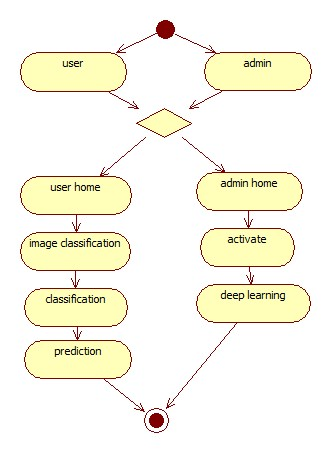 user
admin
user home
admin home
image classification
activate
classification
deep learning
prediction